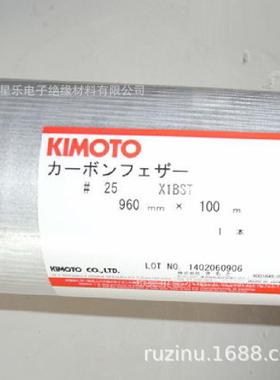 星乐电子绝缘材料有限公司
KIMOTO
カーボンフェザー
# 25 X1BST
960 mm × 100 m
1 本
LOT NO 1402060906
KIMOTO CO.,LTD.
ruzinu.1688.c